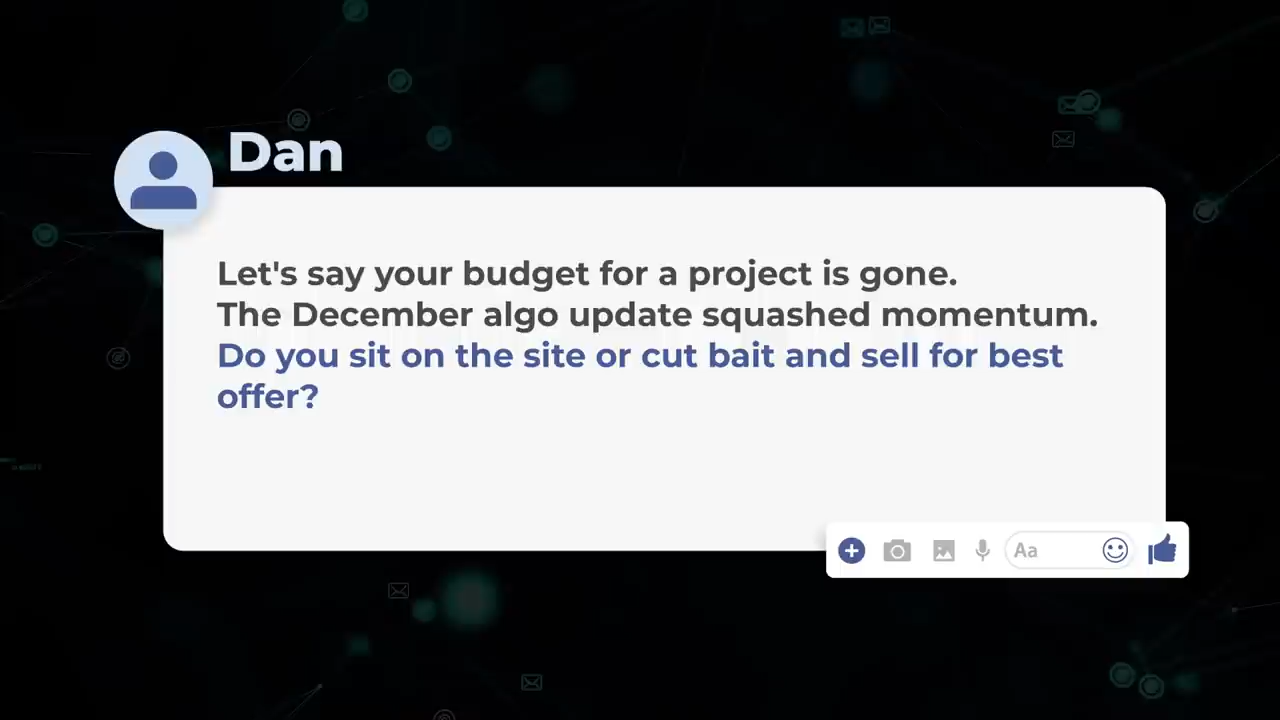 Dan
Let's say your budget for a project is gone.
The December algo update squashed momentum.
Do you sit on the site or cut bait and sell for best
offer?
Aa